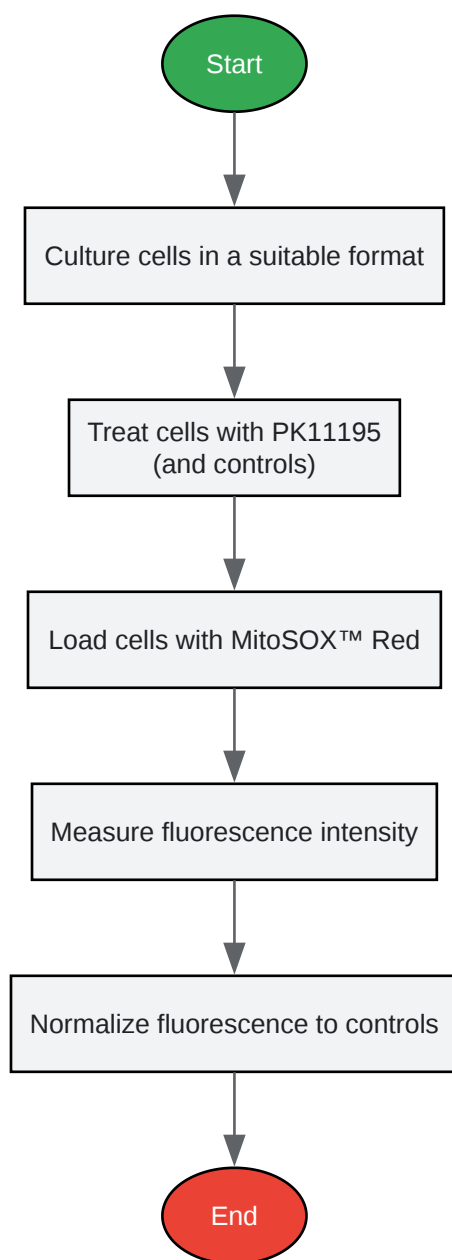 Start
Culture cells in a suitable format
Treat cells with PK11195
(and controls)
Load cells with MitoSOX™ Red
Measure fluorescence intensity
Normalize fluorescence to controls
End